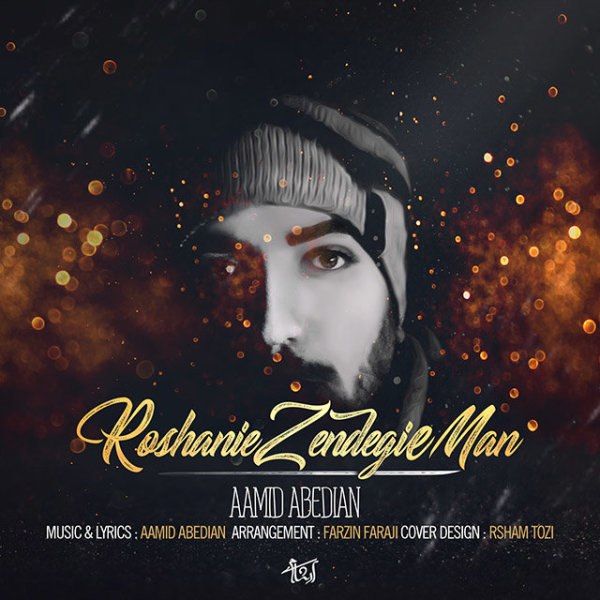 Roshanie Zendegie Man
AAMID ABEDIAN
MUSIC & LYRICS : AAMID ABEDIAN ARRANGEMENT : FARZIN FARAJI COVER DESIGN : RSHAM TOZI